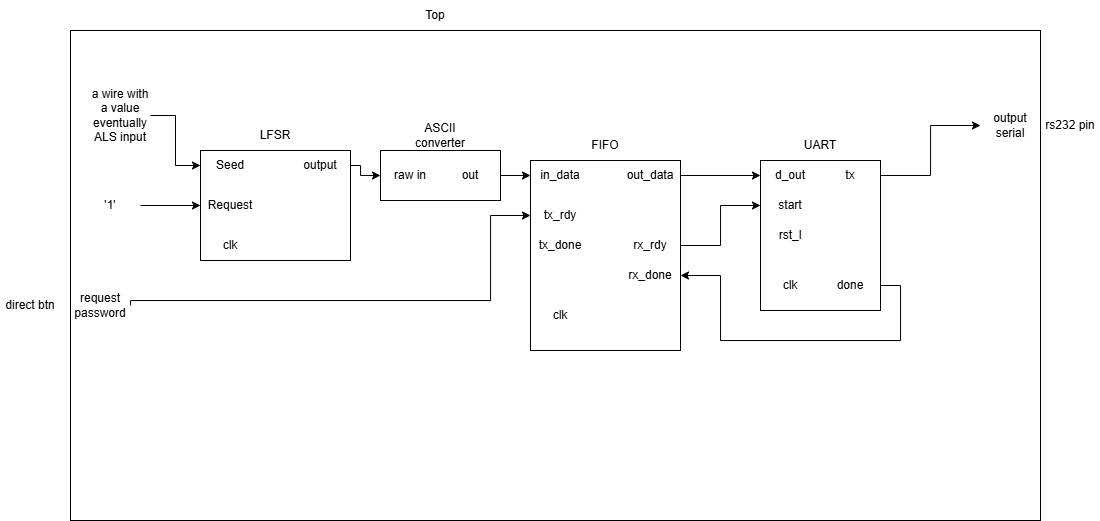 Top
a wire with
a value
eventually
ALS input
LFSR
Seed
output
'1'
Request
clk
ASCII
converter
raw in
out
direct btn
request
password
FIFO
in_data
out_data
tx_rdy
tx_done
rx_rdy
rx_done
clk
UART
d_out
tx
start
rst_l
clk
done
output
serial
rs232 pin